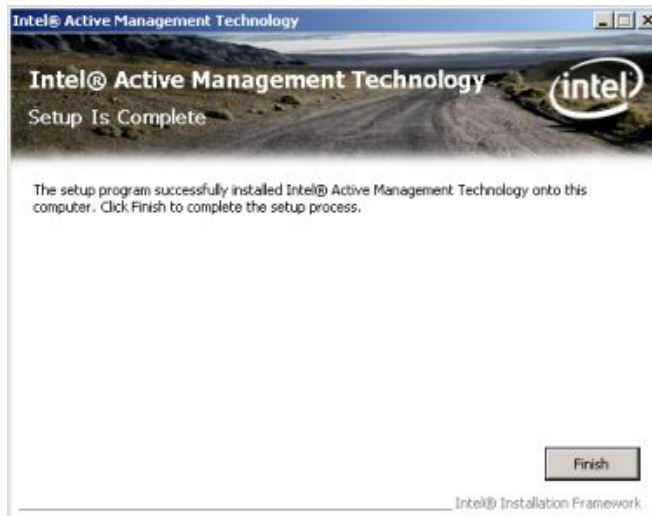 Intel® Active Management Technology
Intel® Active Management Technology
intel
Setup Is Complete
The setup program successfully installed Intel® Active Management Technology onto this
computer. Click Finish to complete the setup process.
Finish
Intel® Installation Framework